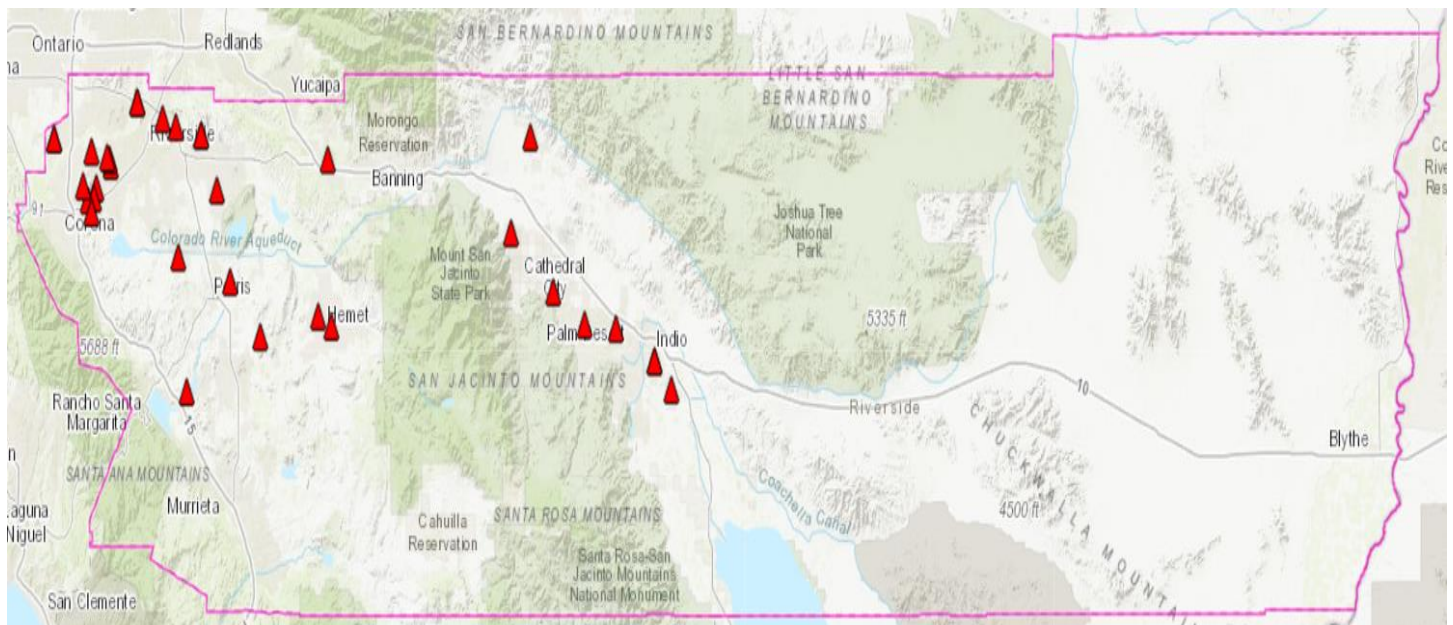 SAN BERNARDINO MOUNTAINS
Ontario
Redlands
na
Yucaipa
LITTLE SAN
BERNARDINO
MOUNTAINS
Morongo
Reservation
Riverside
Banning
91
Corona
Colorado River Aqueduct
Joshua Tree
National
Park
Mount San
Jacinto
State Park
Cathedral
City
Perris
Hemet
Palm Desert
Indio
5335 ft
5688 ft
SAN JACINTO MOUNTAINS
10
Rancho Santa
Margarita
15
Riverside
CHUCKWALLA MOUNTAI
Blythe
SANTA ANA MOUNTAINS
Murrieta
Coachella Canal
4500 ft
Laguna
Niguel
Cahuilla
Reservation
SANTA ROSA MOUNTAINS
Santa Rosa-San
Jacinto Mountains
National Monument
San Clemente